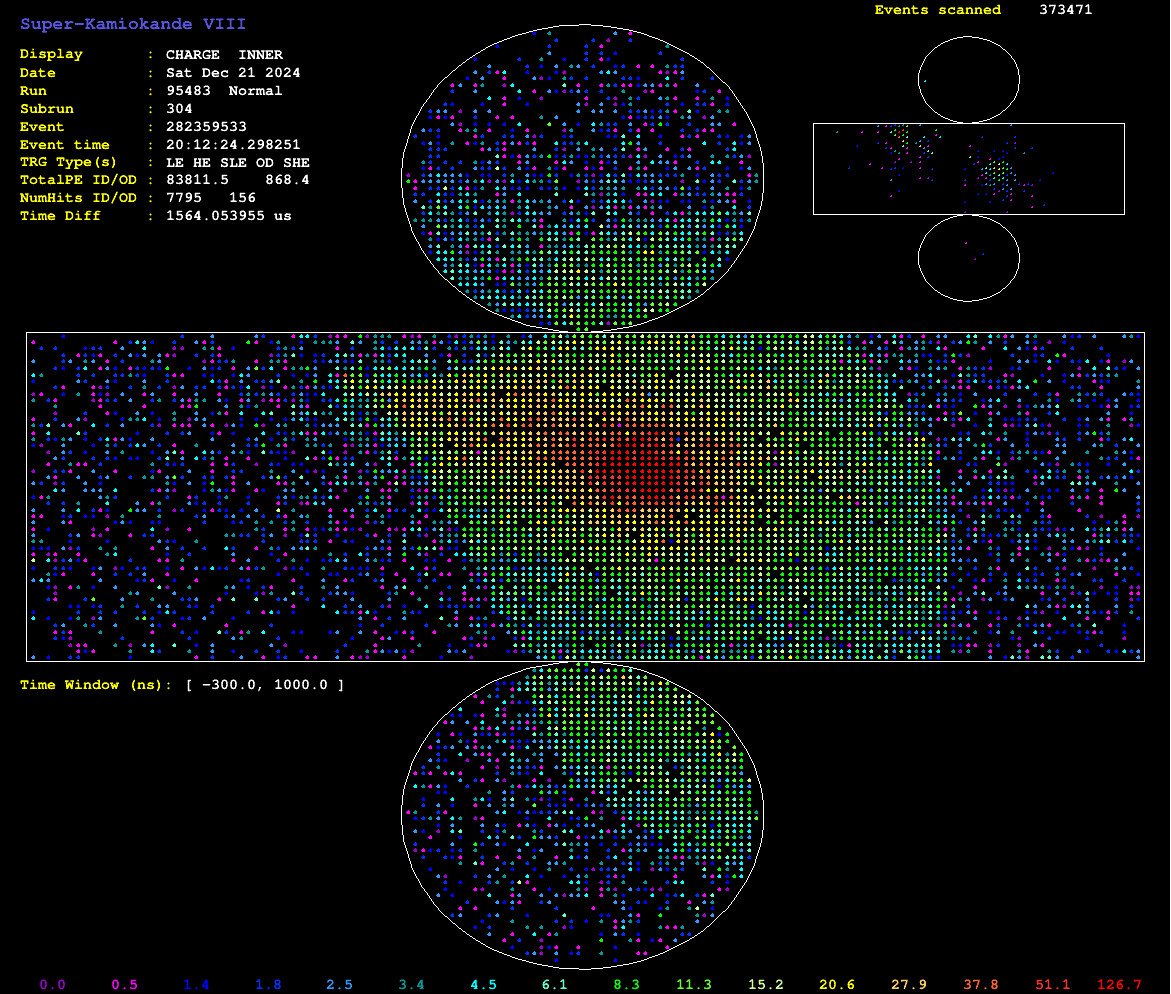 Super-Kamiokande VIII
Events scanned 373471
Display : CHARGE INNER
Date : Sat Dec 21 2024
Run : 95483 Normal
Subrun : 304
Event : 282359533
Event time : 20:12:24.298251
TRG Type(s) : LE HE SLE OD SHE
TotalPE ID/OD : 83811.5 868.4
NumHits ID/OD : 7795 156
Time Diff : 1564.053955 us
Time Window (ns): [ −300.0, 1000.0 ]
0.0 0.5 1.4 1.8 2.5 3.4 4.5 6.1 8.3 11.3 15.2 20.6 27.9 37.8 51.1 126.7